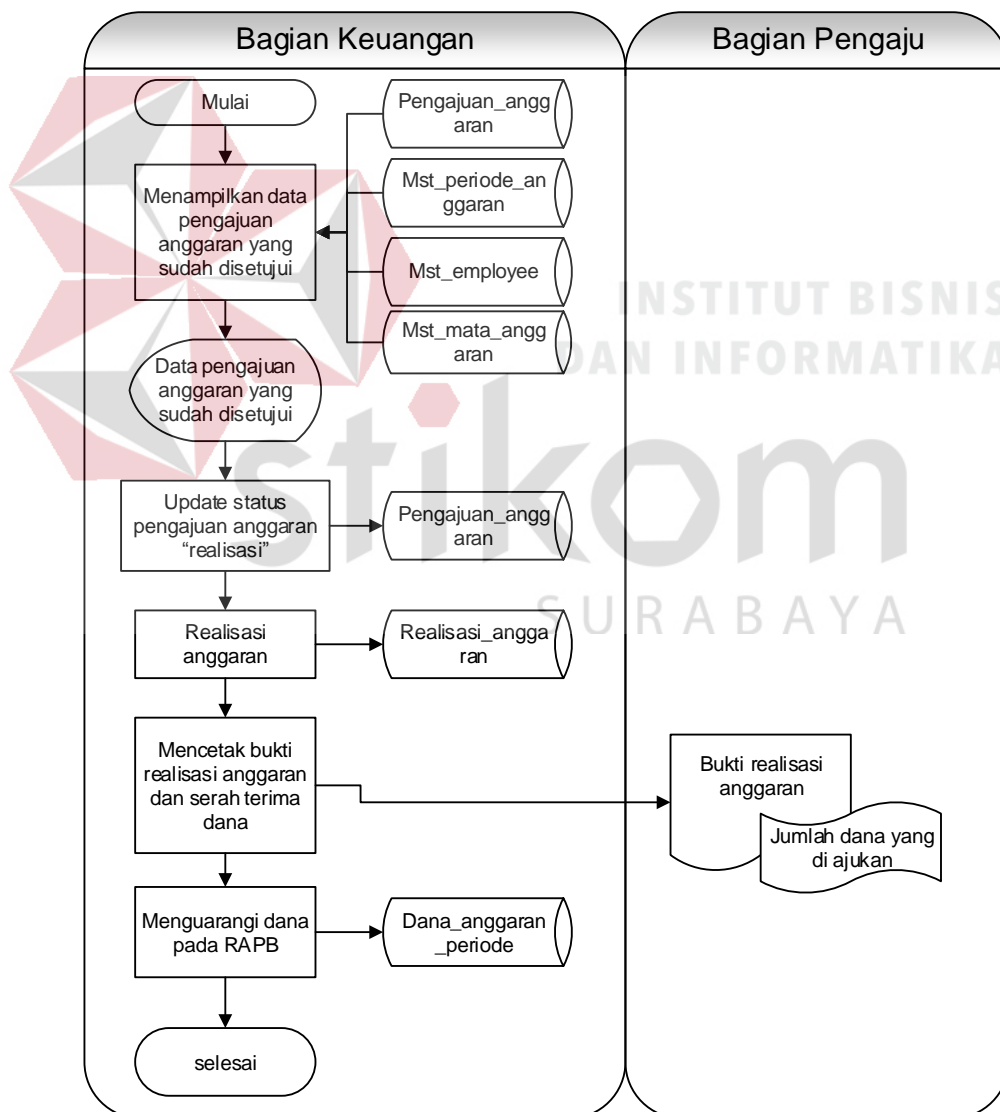 Bagian Keuangan
Bagian Pengaju
Mulai
Pengajuan_angg
aran
Menampilkan data
pengajuan
anggaran yang
sudah disetujui
Mst_periode_an
ggaran
Mst_employee
Mst_mata_angg
aran
INSTITUT BISNIS
DAN INFORMATIKA
stikom
SURABAYA
Data pengajuan
anggaran yang
sudah disetujui
Update status
pengajuan anggaran
“realisasi”
Pengajuan_angg
aran
Realisasi
anggaran
Realisasi_angga
ran
Mencetak bukti
realisasi anggaran
dan serah terima
dana
Bukti realisasi
anggaran
Jumlah dana yang
di ajukan
Menguarangi dana
pada RAPB
Dana_anggaran
_periode
selesai